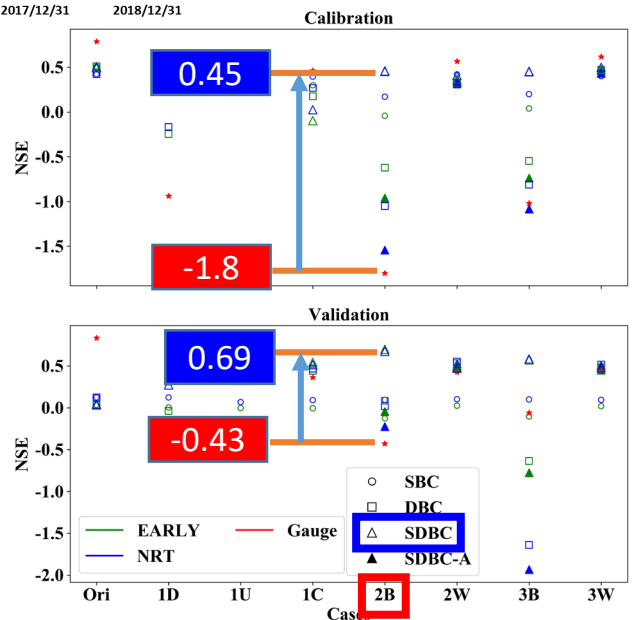 2017/12/31 2018/12/31
Calibration
NSE
0.5
0.0
-0.5
-1.0
-1.5
0.45
-1.8
Validation
NSE
0.5
0.0
-0.5
-1.0
-1.5
-2.0
0.69
-0.43
EARLY
NRT
Gauge
SBC
DBC
SDBC
SDBC-A
Ori 1D 1U 1C 2B 2W 3B 3W
Cases